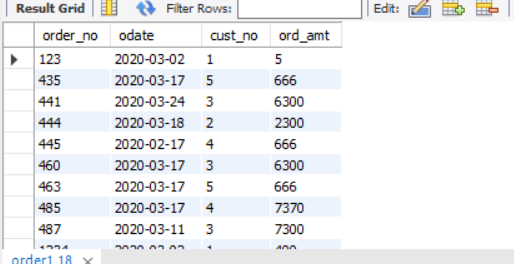 Result Grid Filter Rows: Edit:
order_no odate cust_no ord_amt
123 2020-03-02 1 5
435 2020-03-17 5 666
441 2020-03-24 3 6300
444 2020-03-18 2 2300
445 2020-02-17 4 666
460 2020-03-17 3 6300
463 2020-03-17 5 666
485 2020-03-17 4 7370
487 2020-03-11 3 7300
order1 18